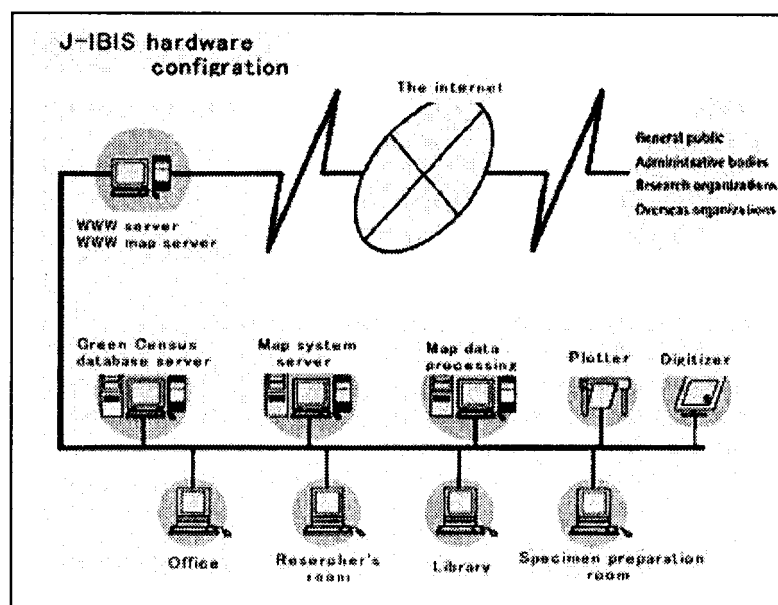 J-IBIS hardware
configration
The internet
General public
Administrative bodies
Research organizations
Overseas organizations
WWW server
WWW map server
Green Census
database server
Map system
server
Map data
processing
Plotter
Digitizer
Office
Resercher's
room
Library
Specimen preparation
room